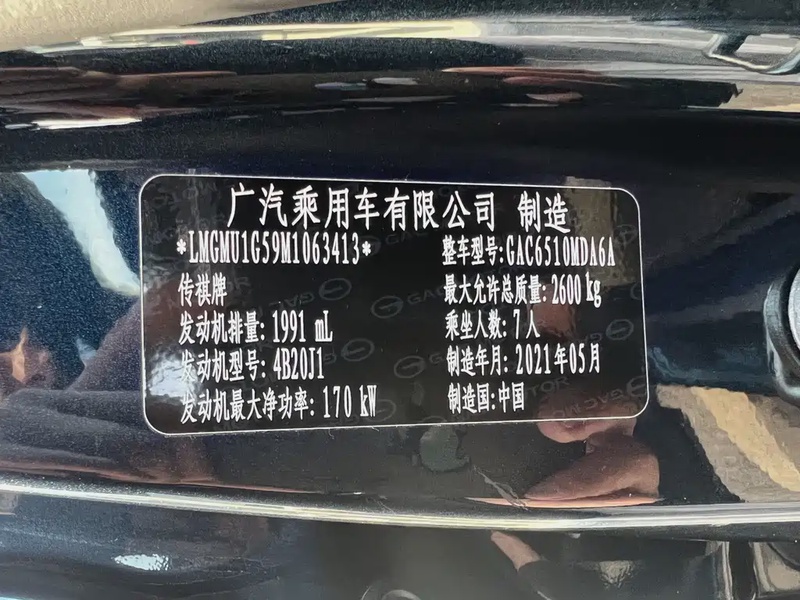 广汽乘用车有限公司 制造
*LMGMU1G59M1063413*
整车型号:GAC6510MDA6A
传祺牌
最大允许总质量:2600 kg
发动机排量:1991 mL
乘坐人数:7人
发动机型号:4B20J1
制造年月:2021年05月
发动机最大净功率:170 kW
制造国:中国